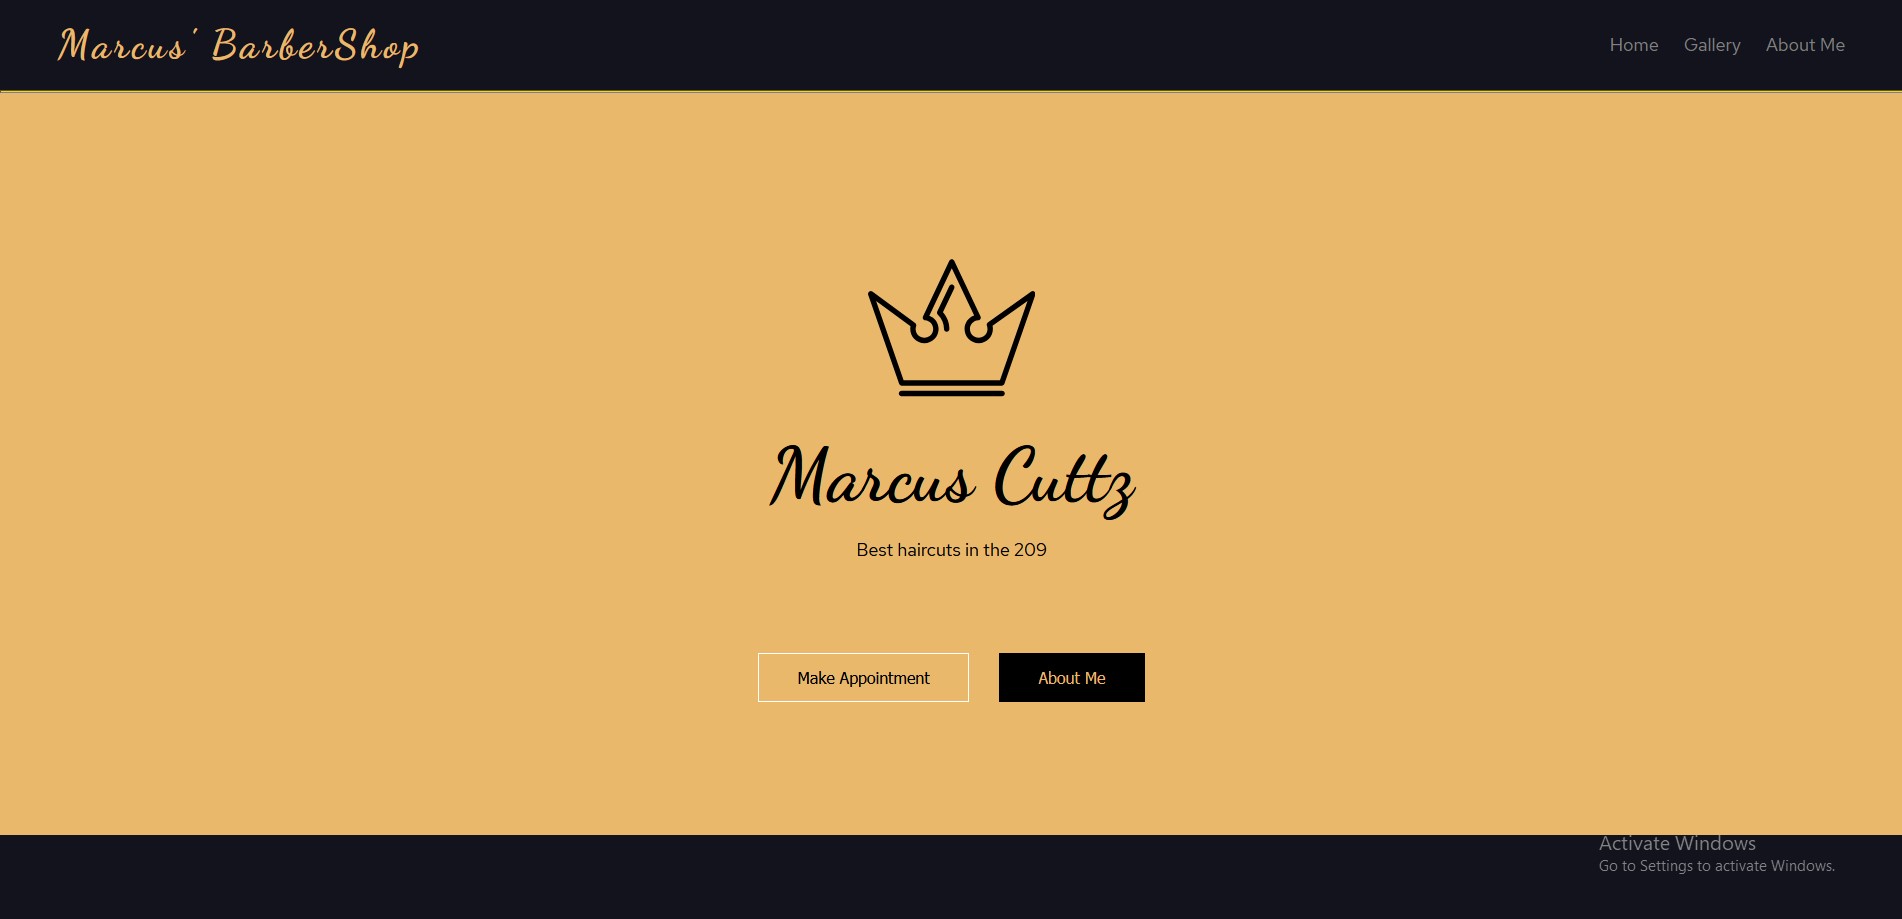 Marcus' BarberShop
Home Gallery About Me
Marcus Cuttz
Best haircuts in the 209
Make Appointment About Me
Activate Windows
Go to Settings to activate Windows.